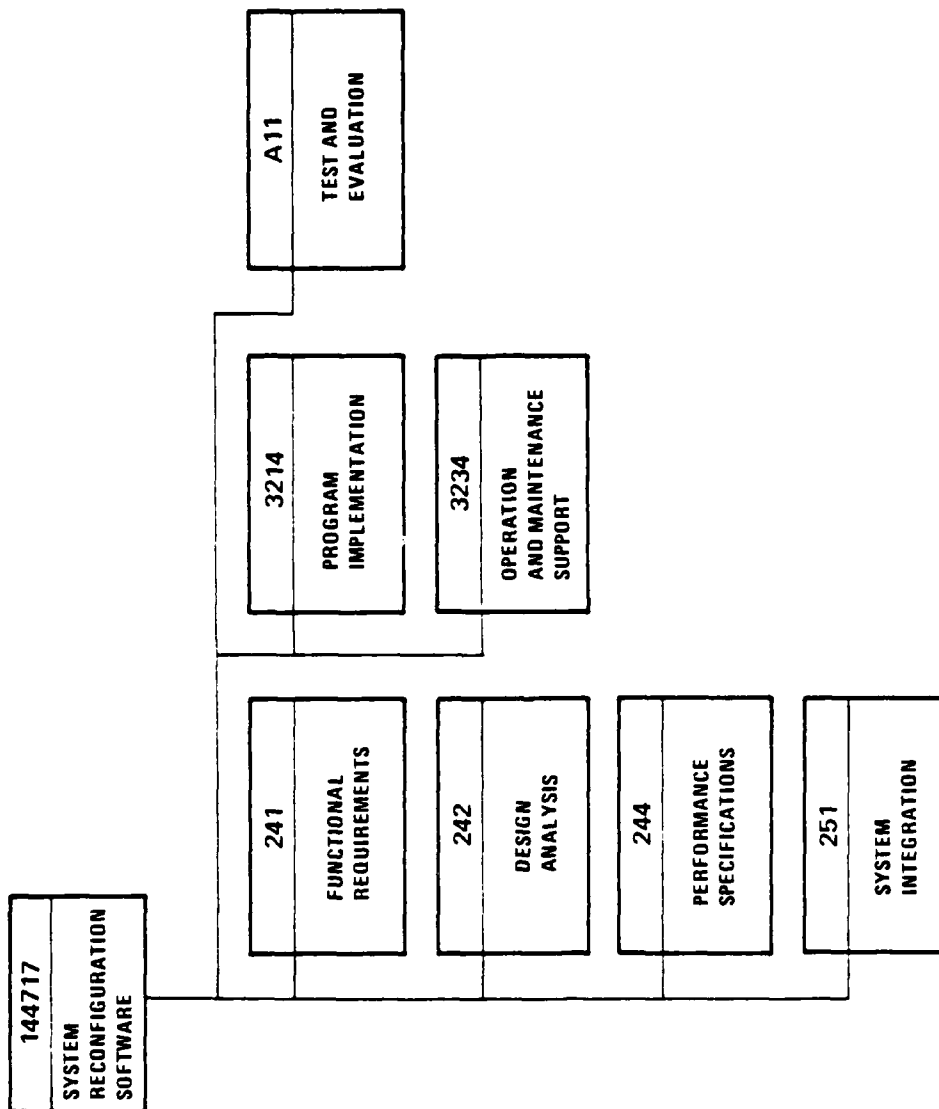 144717
SYSTEM
RECONFIGURATION
SOFTWARE
241
FUNCTIONAL
REQUIREMENTS
242
DESIGN
ANALYSIS
244
PERFORMANCE
SPECIFICATIONS
251
SYSTEM
INTEGRATION
3214
PROGRAM
IMPLEMENTATION
3234
OPERATION
AND MAINTENANCE
SUPPORT
A11
TEST AND
EVALUATION